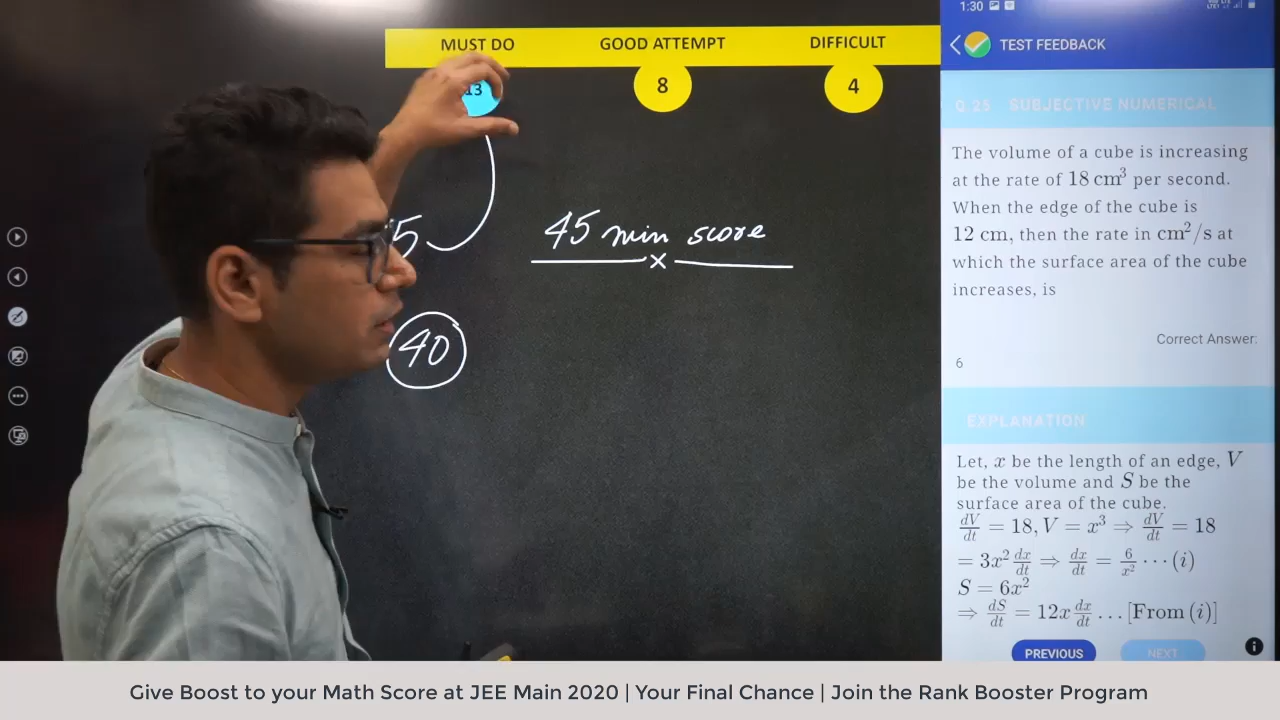 MUST DO
GOOD ATTEMPT
DIFFICULT
13
8
4
5
45 min score
x
40
1:30
TEST FEEDBACK
Q.25 SUBJECTIVE NUMERICAL
The volume of a cube is increasing
at the rate of 18 cm³ per second.
When the edge of the cube is
12 cm, then the rate in cm²/s at
which the surface area of the cube
increases, is
Correct Answer:
6
EXPLANATION
Let, x be the length of an edge, V
be the volume and S be the
surface area of the cube.
dV/dt = 18, V = x³ ⇒ dV/dt = 18
= 3x² dx/dt ⇒ dx/dt = 6/x² ⋯ (i)
S = 6x²
⇒ dS/dt = 12x dx/dt … [From (i)]
PREVIOUS
NEXT
Give Boost to your Math Score at JEE Main 2020 | Your Final Chance | Join the Rank Booster Program